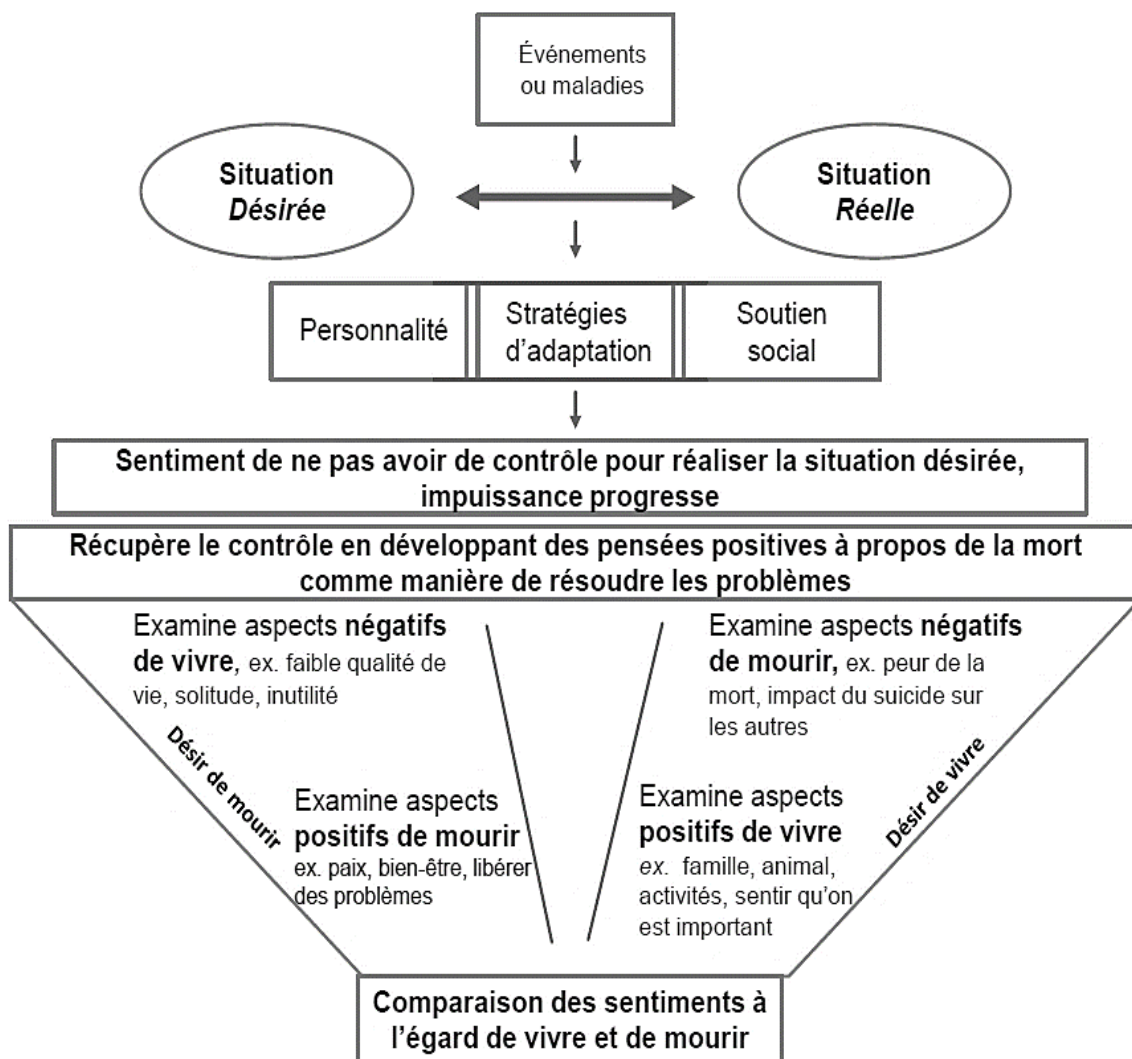 Événements
ou maladies
Situation
Désirée
Situation
Réelle
Personnalité
Stratégies
d'adaptation
Soutien
social
Sentiment de ne pas avoir de contrôle pour réaliser la situation désirée,
impuissance progresse
Récupère le contrôle en développant des pensées positives à propos de la mort
comme manière de résoudre les problèmes
Examine aspects négatifs
de vivre, ex. faible qualité de
vie, solitude, inutilité
Examine aspects négatifs
de mourir, ex. peur de la
mort, impact du suicide sur
les autres
Désir de mourir
Désir de vivre
Examine aspects
positifs de mourir
ex. paix, bien-être, libérer
des problèmes
Examine aspects
positifs de vivre
ex. famille, animal,
activités, sentir qu'on
est important
Comparaison des sentiments à
l'égard de vivre et de mourir